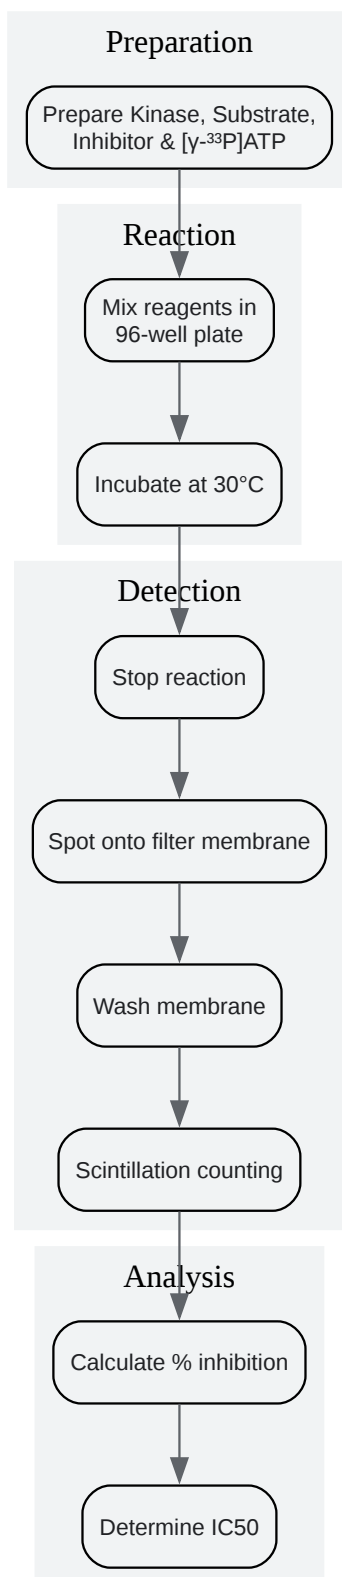 Preparation
Prepare Kinase, Substrate,
Inhibitor & [γ-³³P]ATP
Reaction
Mix reagents in
96-well plate
Incubate at 30°C
Detection
Stop reaction
Spot onto filter membrane
Wash membrane
Scintillation counting
Analysis
Calculate % inhibition
Determine IC50